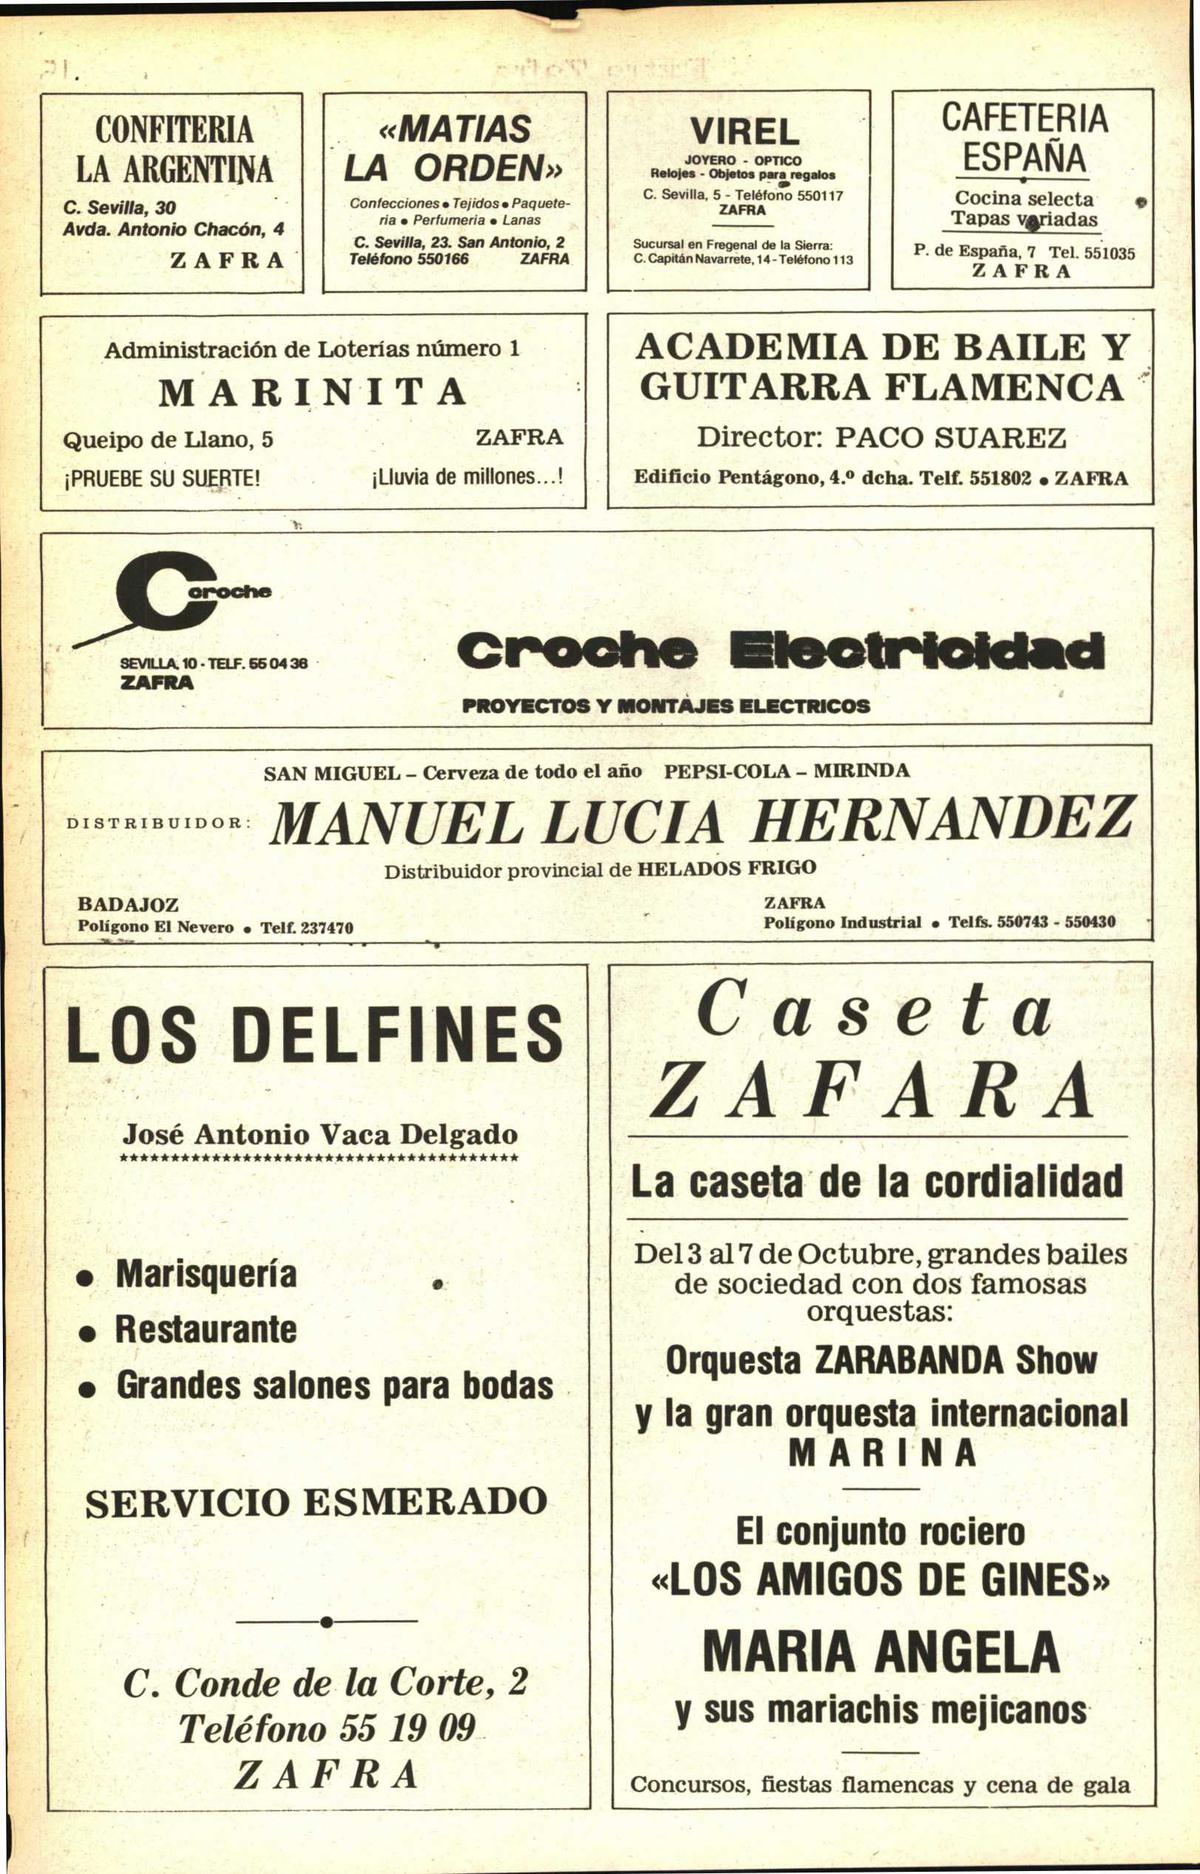 CONFITERIA
LA ARGENTINA
C. Sevilla, 30
Avda. Antonio Chacón, 4
ZAFRA
«MATIAS
LA ORDEN»
Confecciones • Tejidos • Paquete-
ria • Perfumeria • Lanas
C. Sevilla, 23. San Antonio, 2
Teléfono 550166 ZAFRA
VIREL
JOYERO - OPTICO
Relojes - Objetos para regalos
C. Sevilla, 5 - Teléfono 550117
ZAFRA
Sucursal en Fregenal de la Sierra:
C. Capitán Navarrete, 14 - Teléfono 113
CAFETERIA
ESPAÑA
Cocina selecta
Tapas variadas
P. de España, 7 Tel. 551035
ZAFRA
Administración de Loterías número 1
MARINITA
Queipo de Llano, 5 ZAFRA
¡PRUEBE SU SUERTE! ¡Lluvia de millones...!
ACADEMIA DE BAILE Y
GUITARRA FLAMENCA
Director: PACO SUAREZ
Edificio Pentágono, 4.º dcha. Telf. 551802 • ZAFRA
croche
SEVILLA, 10 - TELF. 55 04 36
ZAFRA
Croche Electricidad
PROYECTOS Y MONTAJES ELECTRICOS
SAN MIGUEL – Cerveza de todo el año PEPSI-COLA – MIRINDA
DISTRIBUIDOR: MANUEL LUCIA HERNANDEZ
Distribuidor provincial de HELADOS FRIGO
BADAJOZ
Polígono El Nevero • Telf. 237470
ZAFRA
Polígono Industrial • Telfs. 550743 - 550430
LOS DELFINES
José Antonio Vaca Delgado
****************************************
• Marisquería
• Restaurante
• Grandes salones para bodas
SERVICIO ESMERADO
C. Conde de la Corte, 2
Teléfono 55 19 09
ZAFRA
Caseta
ZAFARA
La caseta de la cordialidad
Del 3 al 7 de Octubre, grandes bailes
de sociedad con dos famosas
orquestas:
Orquesta ZARABANDA Show
y la gran orquesta internacional
MARINA
El conjunto rociero
«LOS AMIGOS DE GINES»
MARIA ANGELA
y sus mariachis mejicanos
Concursos, fiestas flamencas y cena de gala